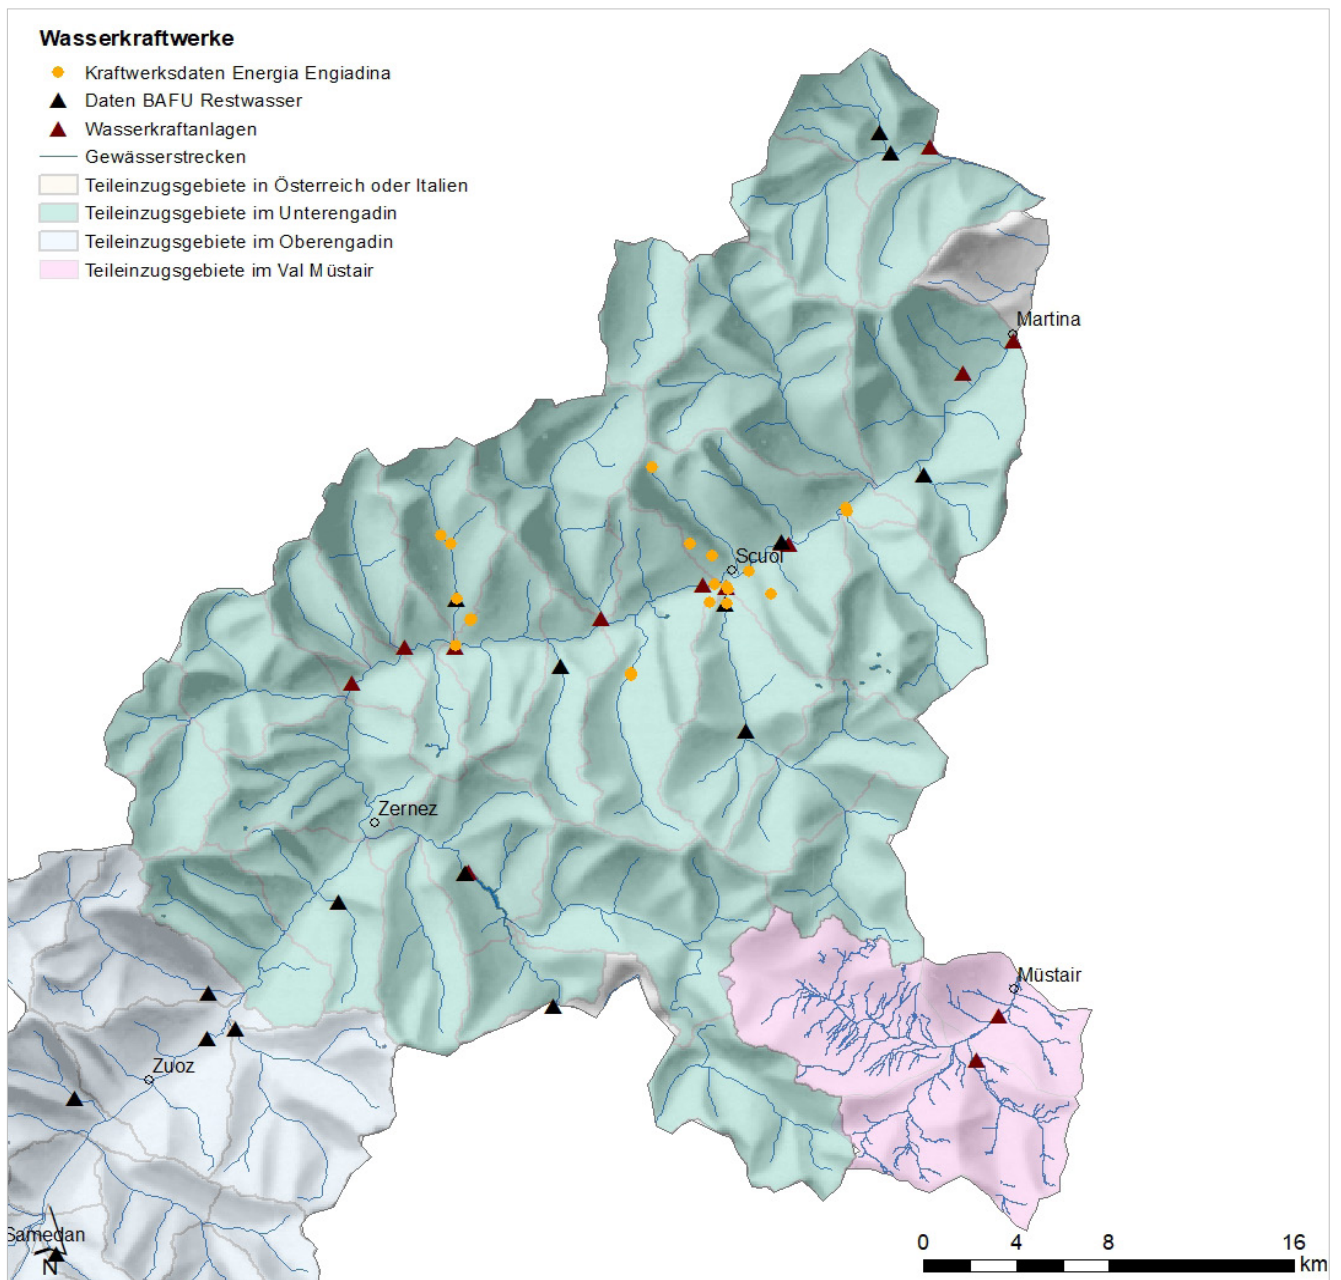 Wasserkraftwerke
Kraftwerksdaten Energia Engiadina
Daten BAFU Restwasser
Wasserkraftanlagen
Gewässerstrecken
Teileinzugsgebiete in Österreich oder Italien
Teileinzugsgebiete im Unterengadin
Teileinzugsgebiete im Oberengadin
Teileinzugsgebiete im Val Müstair
Martina
Scuol
Zernez
Müstair
Zuoz
Samedan
N
0 4 8 16
km